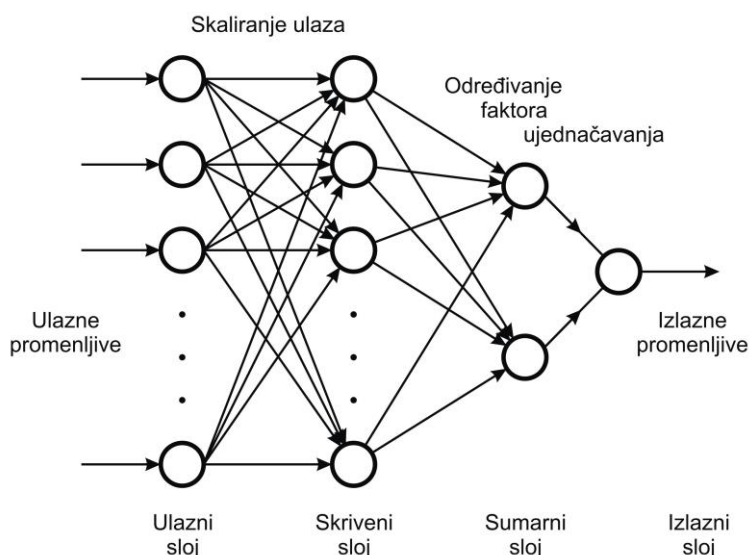 Skaliranje ulaza
Određivanje
faktora
ujednačavanja
Ulazne
promenljive
Izlazne
promenljive
Ulazni
sloj
Skriveni
sloj
Sumarni
sloj
Izlazni
sloj